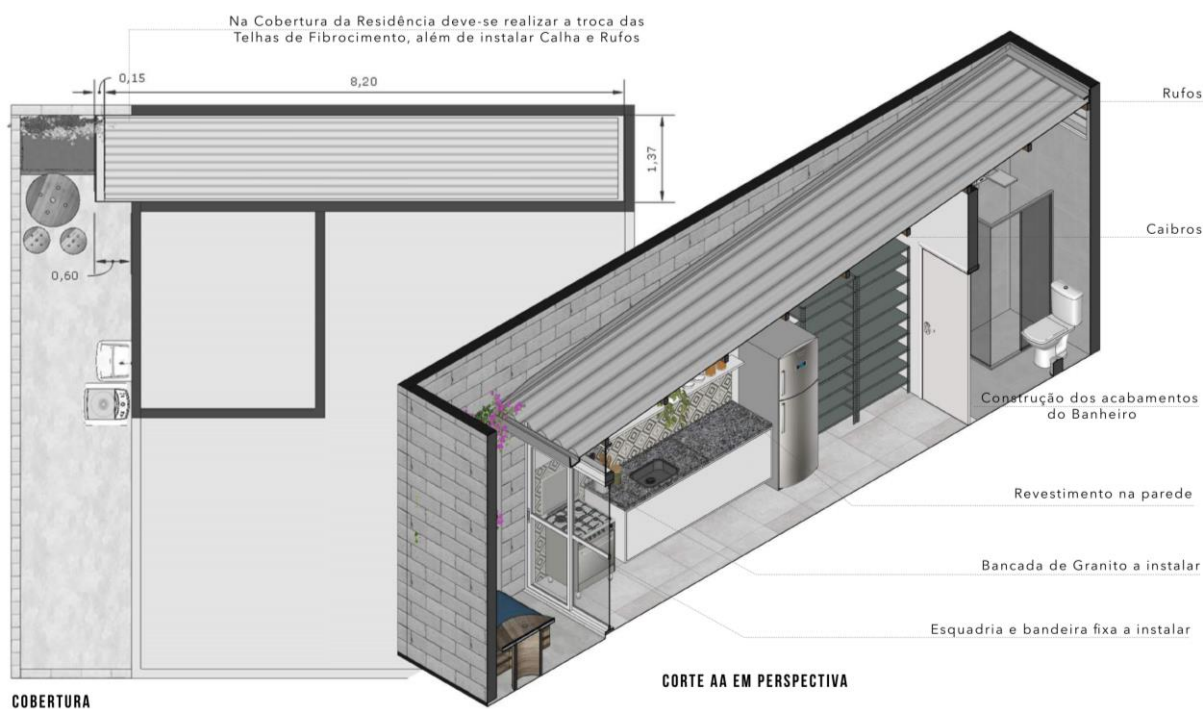 Na Cobertura da Residência deve-se realizar a troca das
Telhas de Fibrocimento, além de instalar Calha e Rufos
0,15
8,20
1,37
0,60
COBERTURA
Rufos
Caibros
Construção dos acabamentos
do Banheiro
Revestimento na parede
Bancada de Granito a instalar
Esquadria e bandeira fixa a instalar
CORTE AA EM PERSPECTIVA